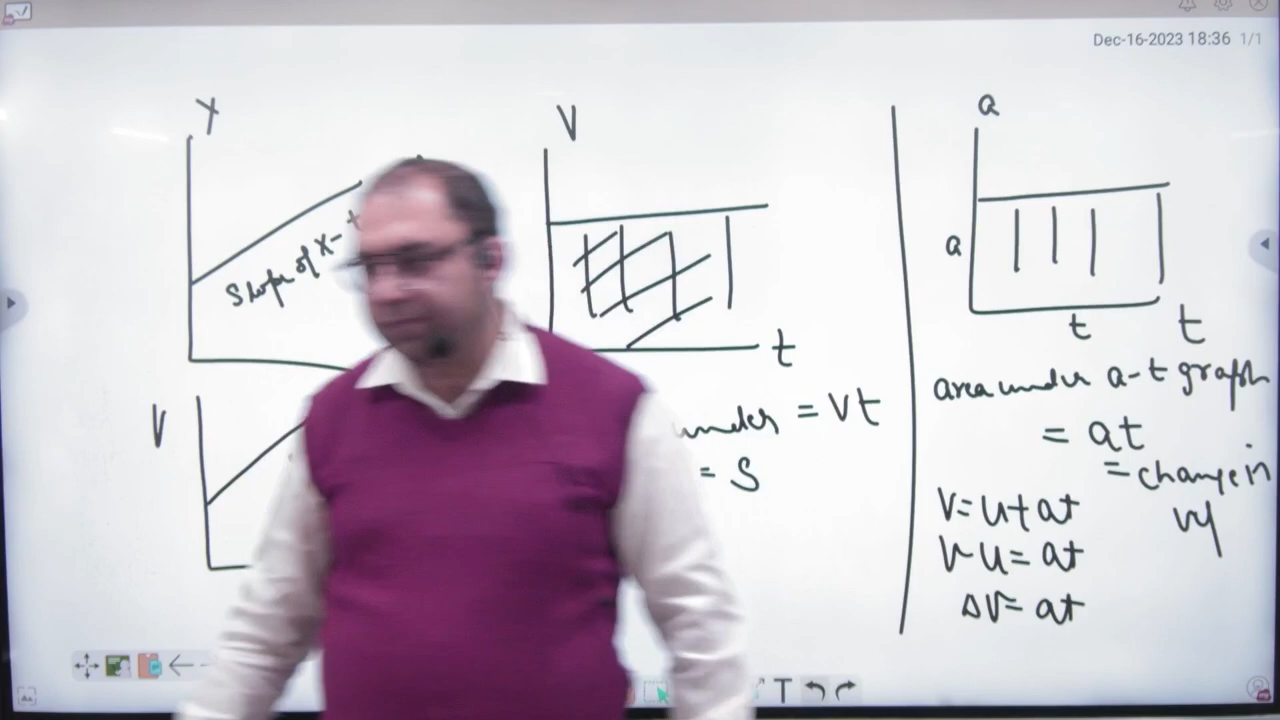 Dec-16-2023 18:36 1/1
Y
Slope of x-t
V
V
t
under = Vt
= S
a
a
t
t
area under a-t graph
= at
= change in
V = u + at
V-u = at
ΔV = at
T